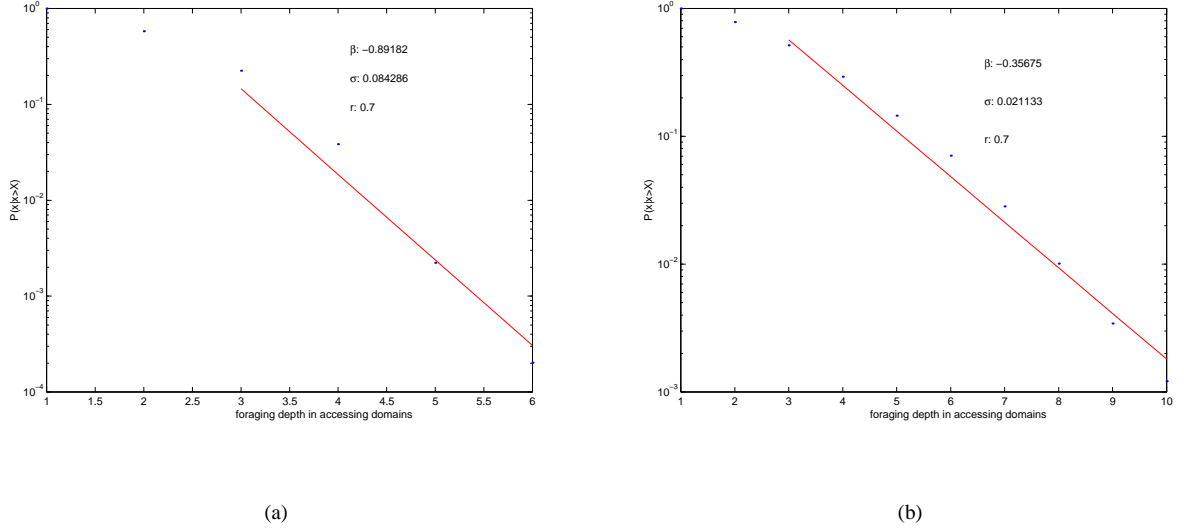 10^0
10^-1
10^-2
10^-3
10^-4
P(x|x>X)
β: −0.89182
σ: 0.084286
r: 0.7
1 1.5 2 2.5 3 3.5 4 4.5 5 5.5 6
foraging depth in accessing domains
(a)
10^0
10^-1
10^-2
10^-3
P(x|x>X)
β: −0.35675
σ: 0.021133
r: 0.7
1 2 3 4 5 6 7 8 9 10
foraging depth in accessing domains
(b)